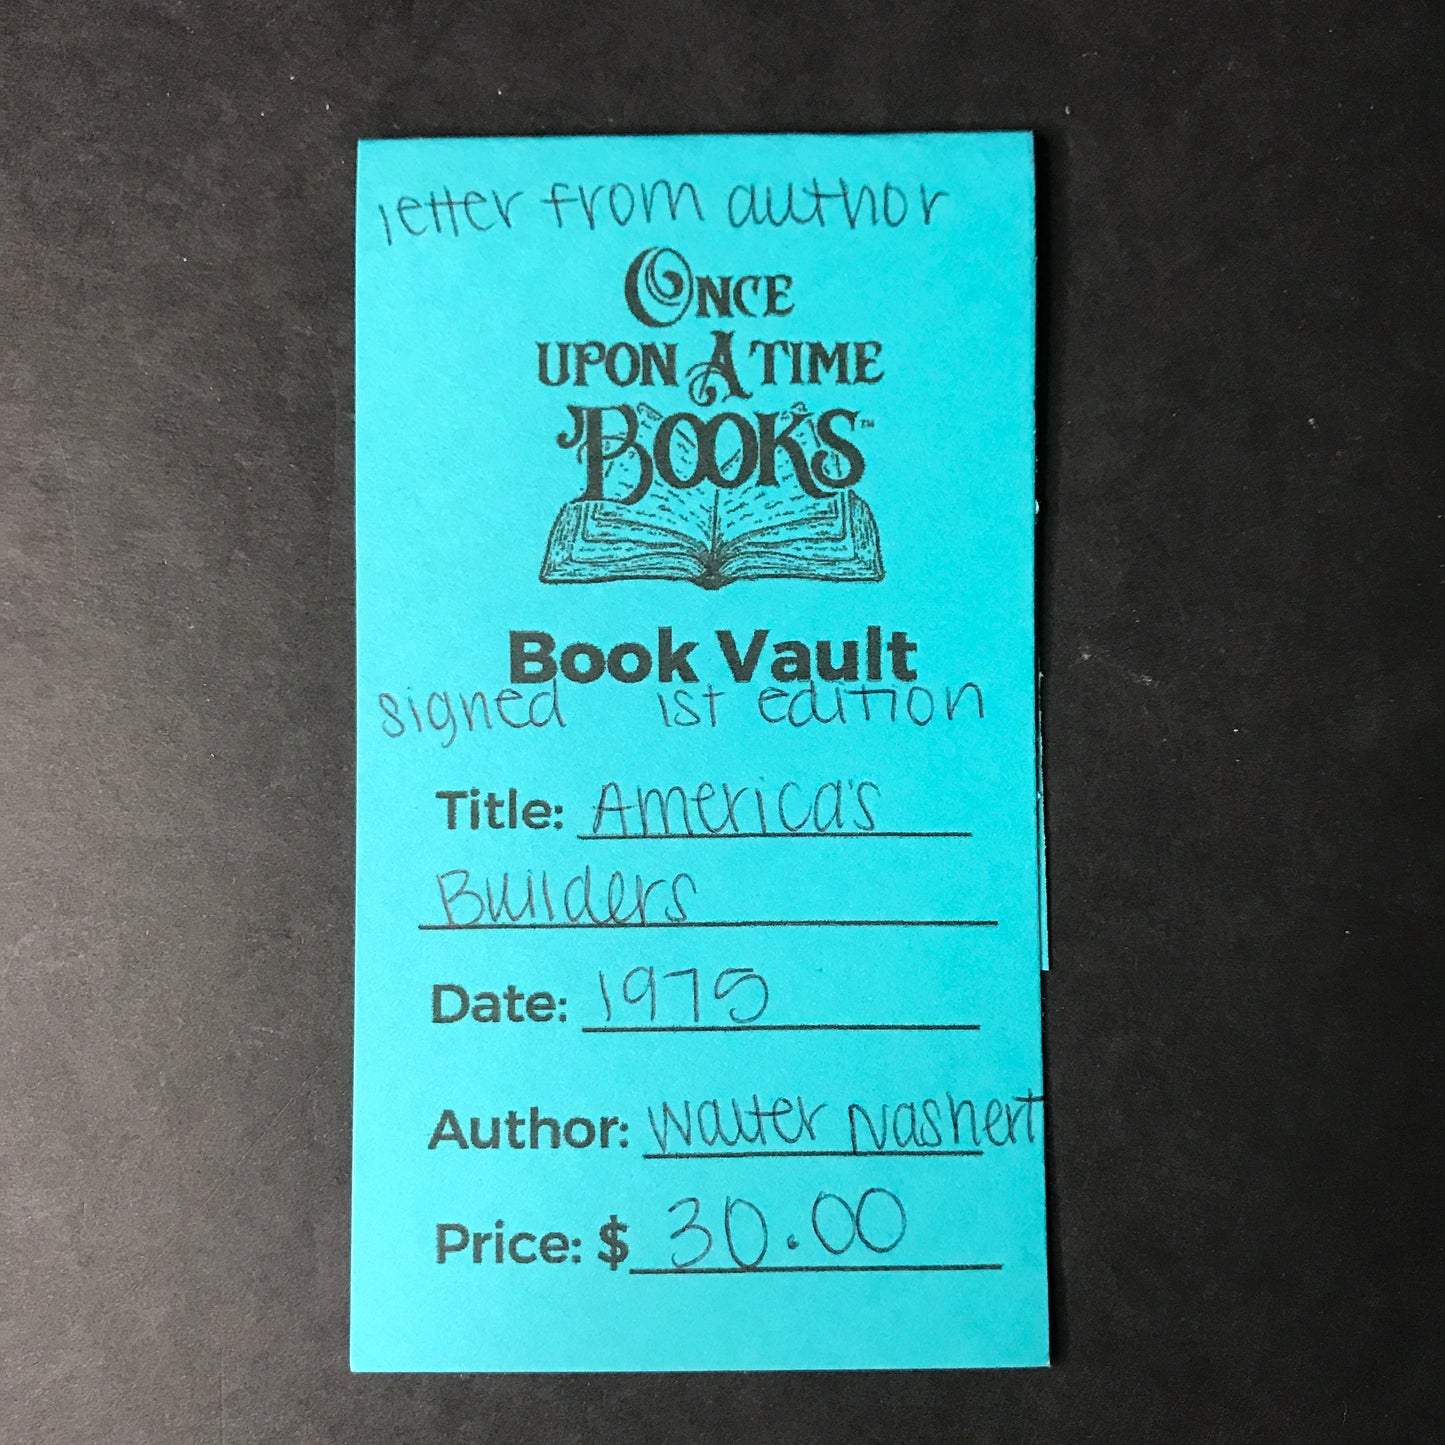 letter from author
ONCE
UPON A TIME
BOOKS™
Book Vault
signed 1st edition
Title: America's
Builders
Date: 1975
Author: Walter Nashert
Price: $ 30.00